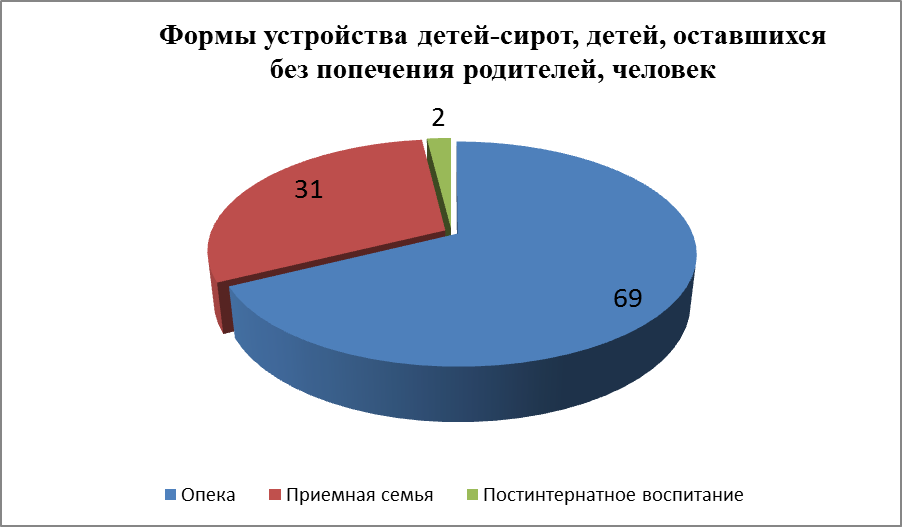 Формы устройства детей-сирот, детей, оставшихся
без попечения родителей, человек
2
31
69
Опека Приемная семья Постинтернатное воспитание